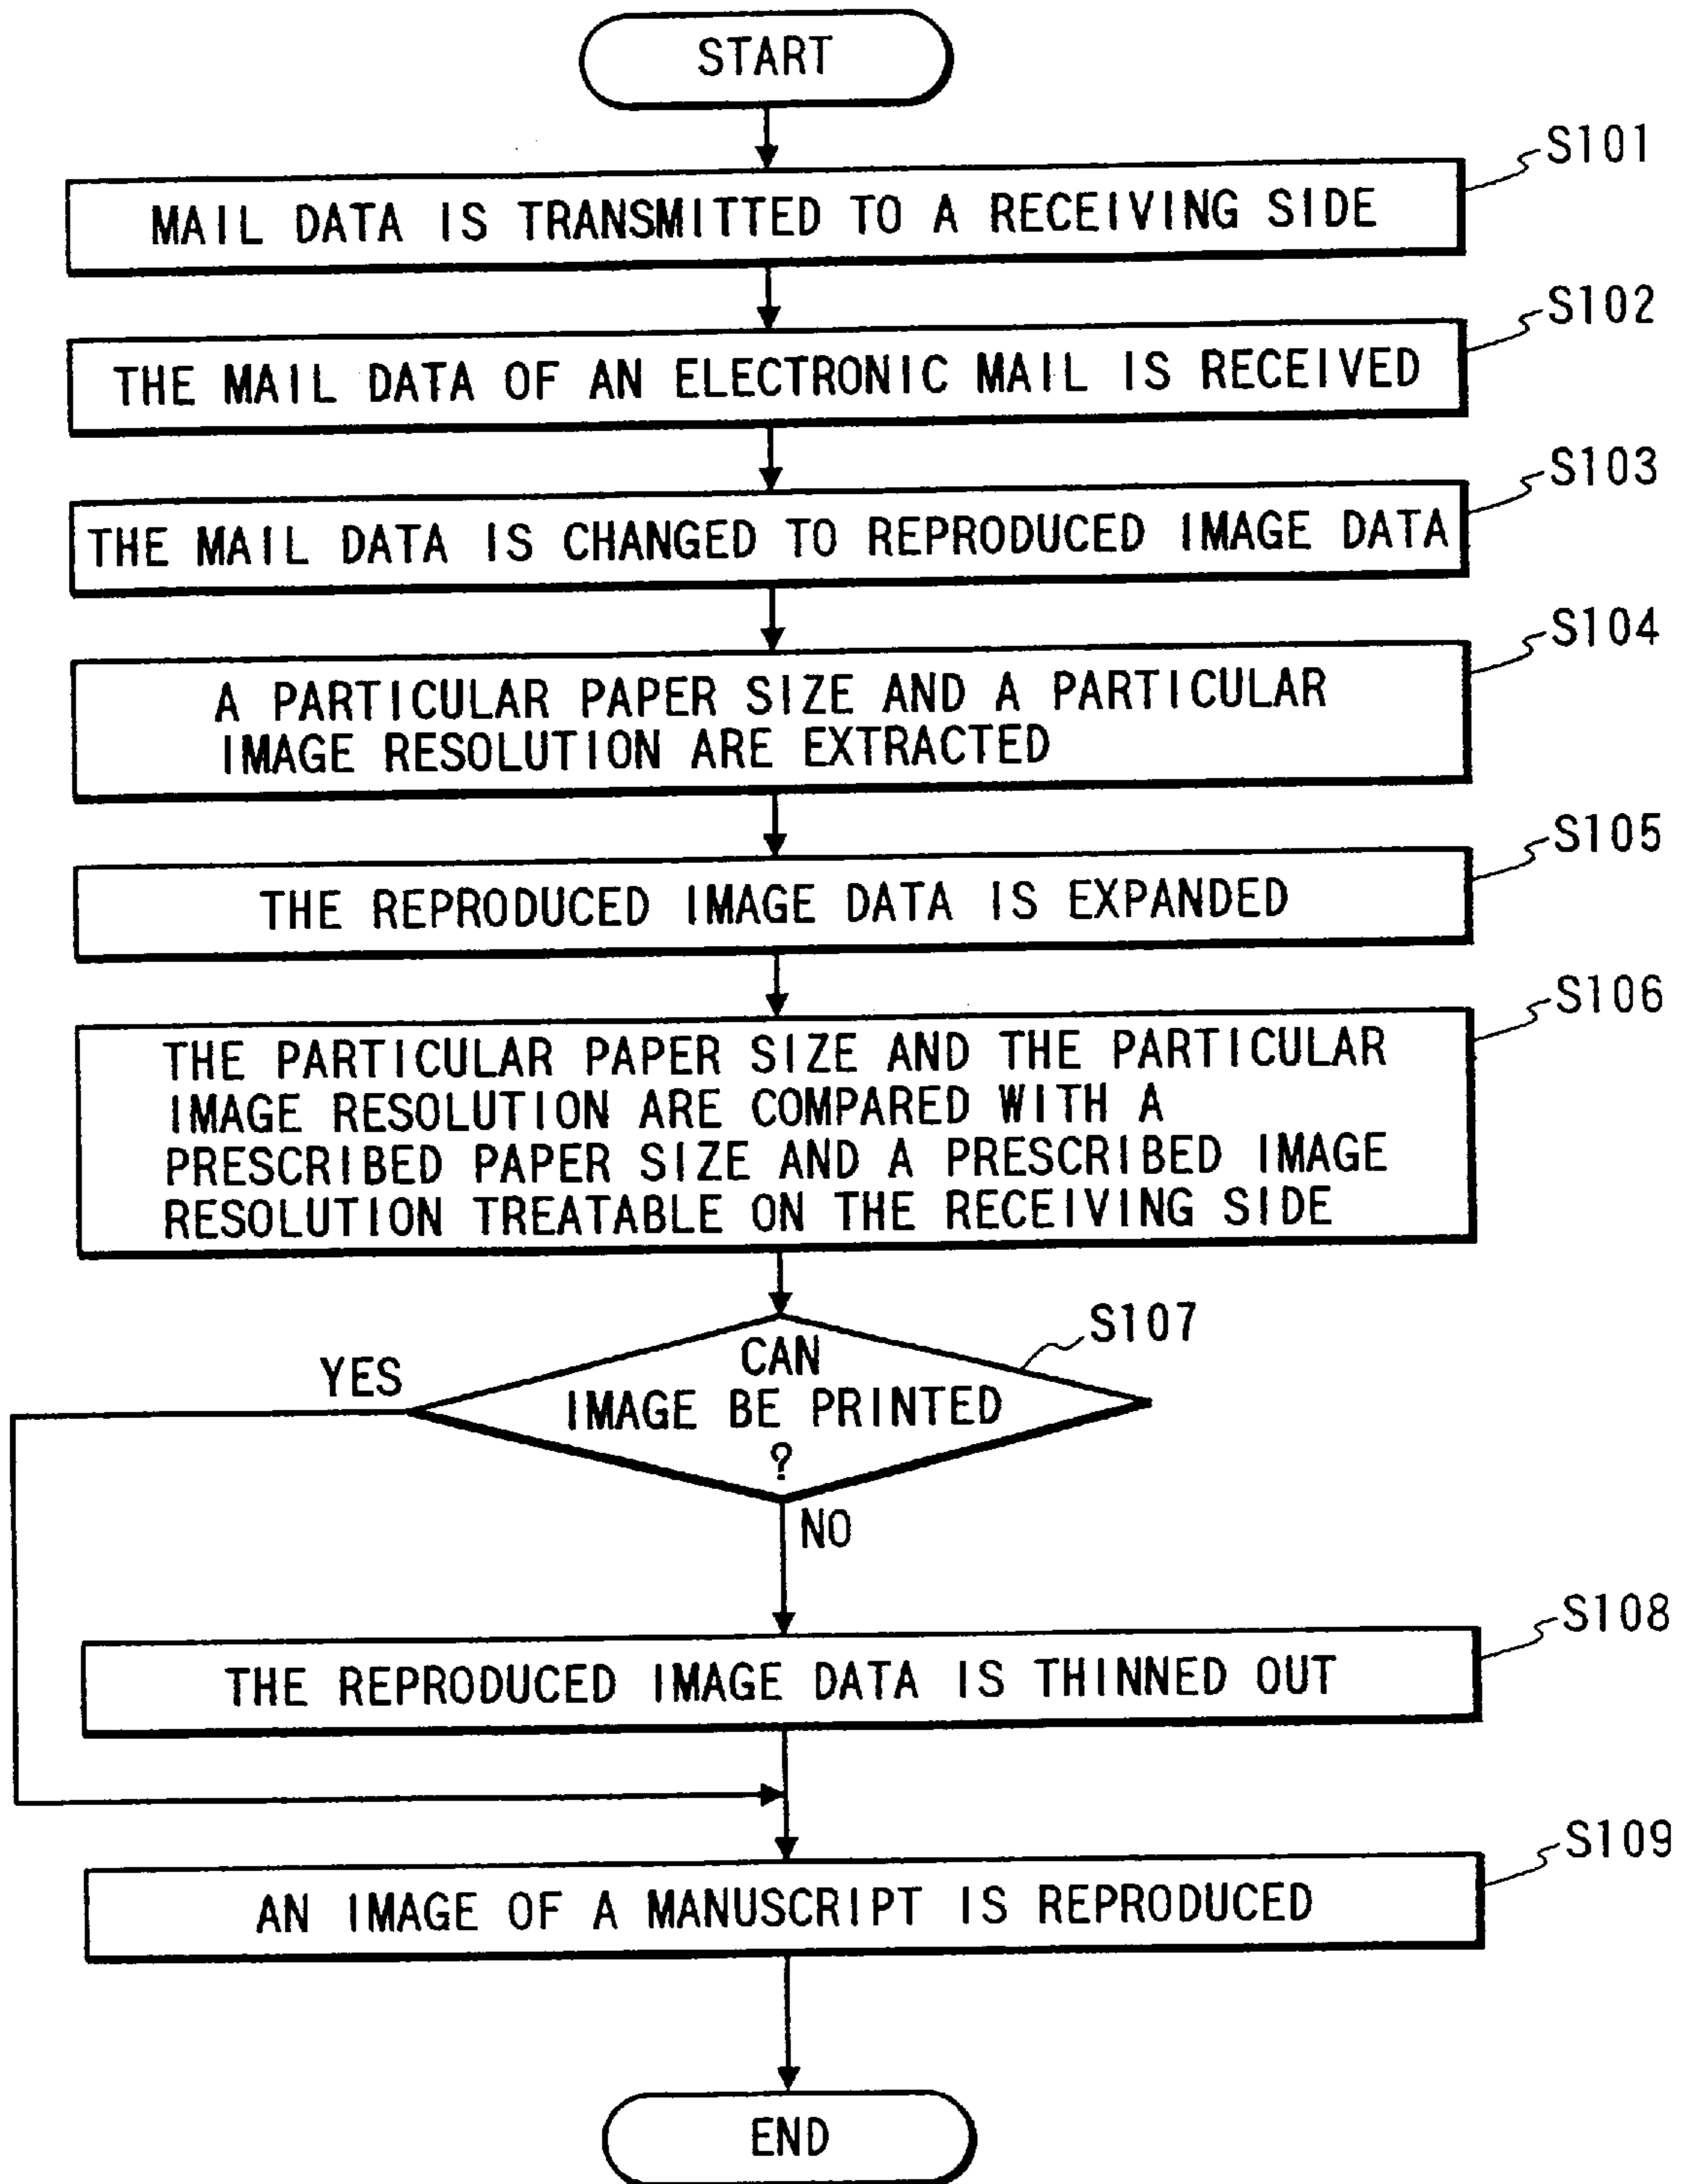 START
S101
MAIL DATA IS TRANSMITTED TO A RECEIVING SIDE
S102
THE MAIL DATA OF AN ELECTRONIC MAIL IS RECEIVED
S103
THE MAIL DATA IS CHANGED TO REPRODUCED IMAGE DATA
S104
A PARTICULAR PAPER SIZE AND A PARTICULAR
IMAGE RESOLUTION ARE EXTRACTED
S105
THE REPRODUCED IMAGE DATA IS EXPANDED
S106
THE PARTICULAR PAPER SIZE AND THE PARTICULAR
IMAGE RESOLUTION ARE COMPARED WITH A
PRESCRIBED PAPER SIZE AND A PRESCRIBED IMAGE
RESOLUTION TREATABLE ON THE RECEIVING SIDE
S107
YES
CAN
IMAGE BE PRINTED
?
NO
S108
THE REPRODUCED IMAGE DATA IS THINNED OUT
S109
AN IMAGE OF A MANUSCRIPT IS REPRODUCED
END